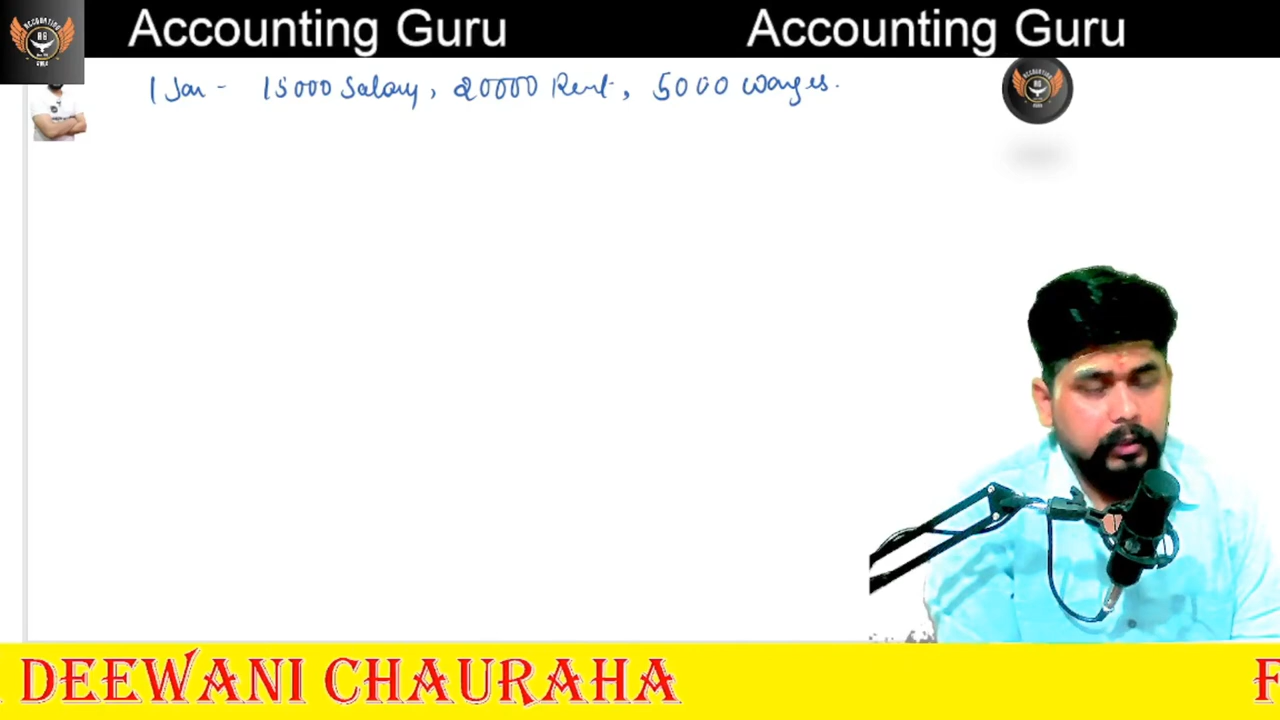 Accounting Guru Accounting Guru
1 Jan - 15000 Salary, 20000 Rent, 5000 Wages.
DEEWANI CHAURAHA F